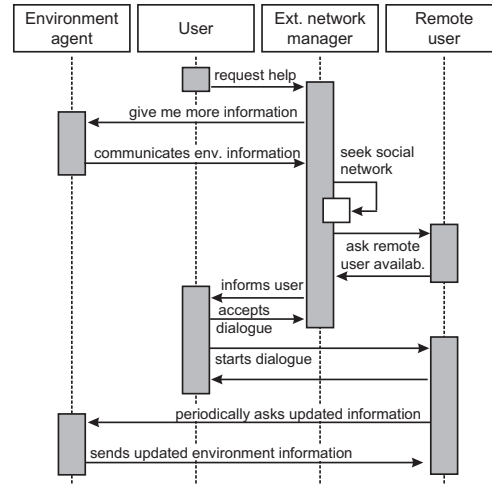 Environment
agent
User
Ext. network
manager
Remote
user
request help
give me more information
communicates env. information
seek social
network
ask remote
user availab.
informs user
accepts
dialogue
starts dialogue
periodically asks updated information
sends updated environment information